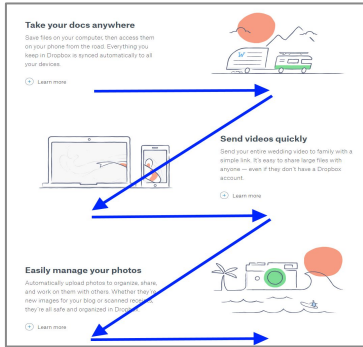 Take your docs anywhere
Save files on your computer, then access them
on your phone from the road. Everything you
keep in Dropbox is synced automatically to all
your devices.
Learn more
Send videos quickly
Send your entire wedding video to family with a
simple link. It's easy to share large files with
anyone — even if they don't have a Dropbox
account.
Learn more
Easily manage your photos
Automatically upload photos to organize, share,
and work on them with others. Whether they're
new images for your blog or scanned receipts,
they're all safe and organized in Dropbox.
Learn more